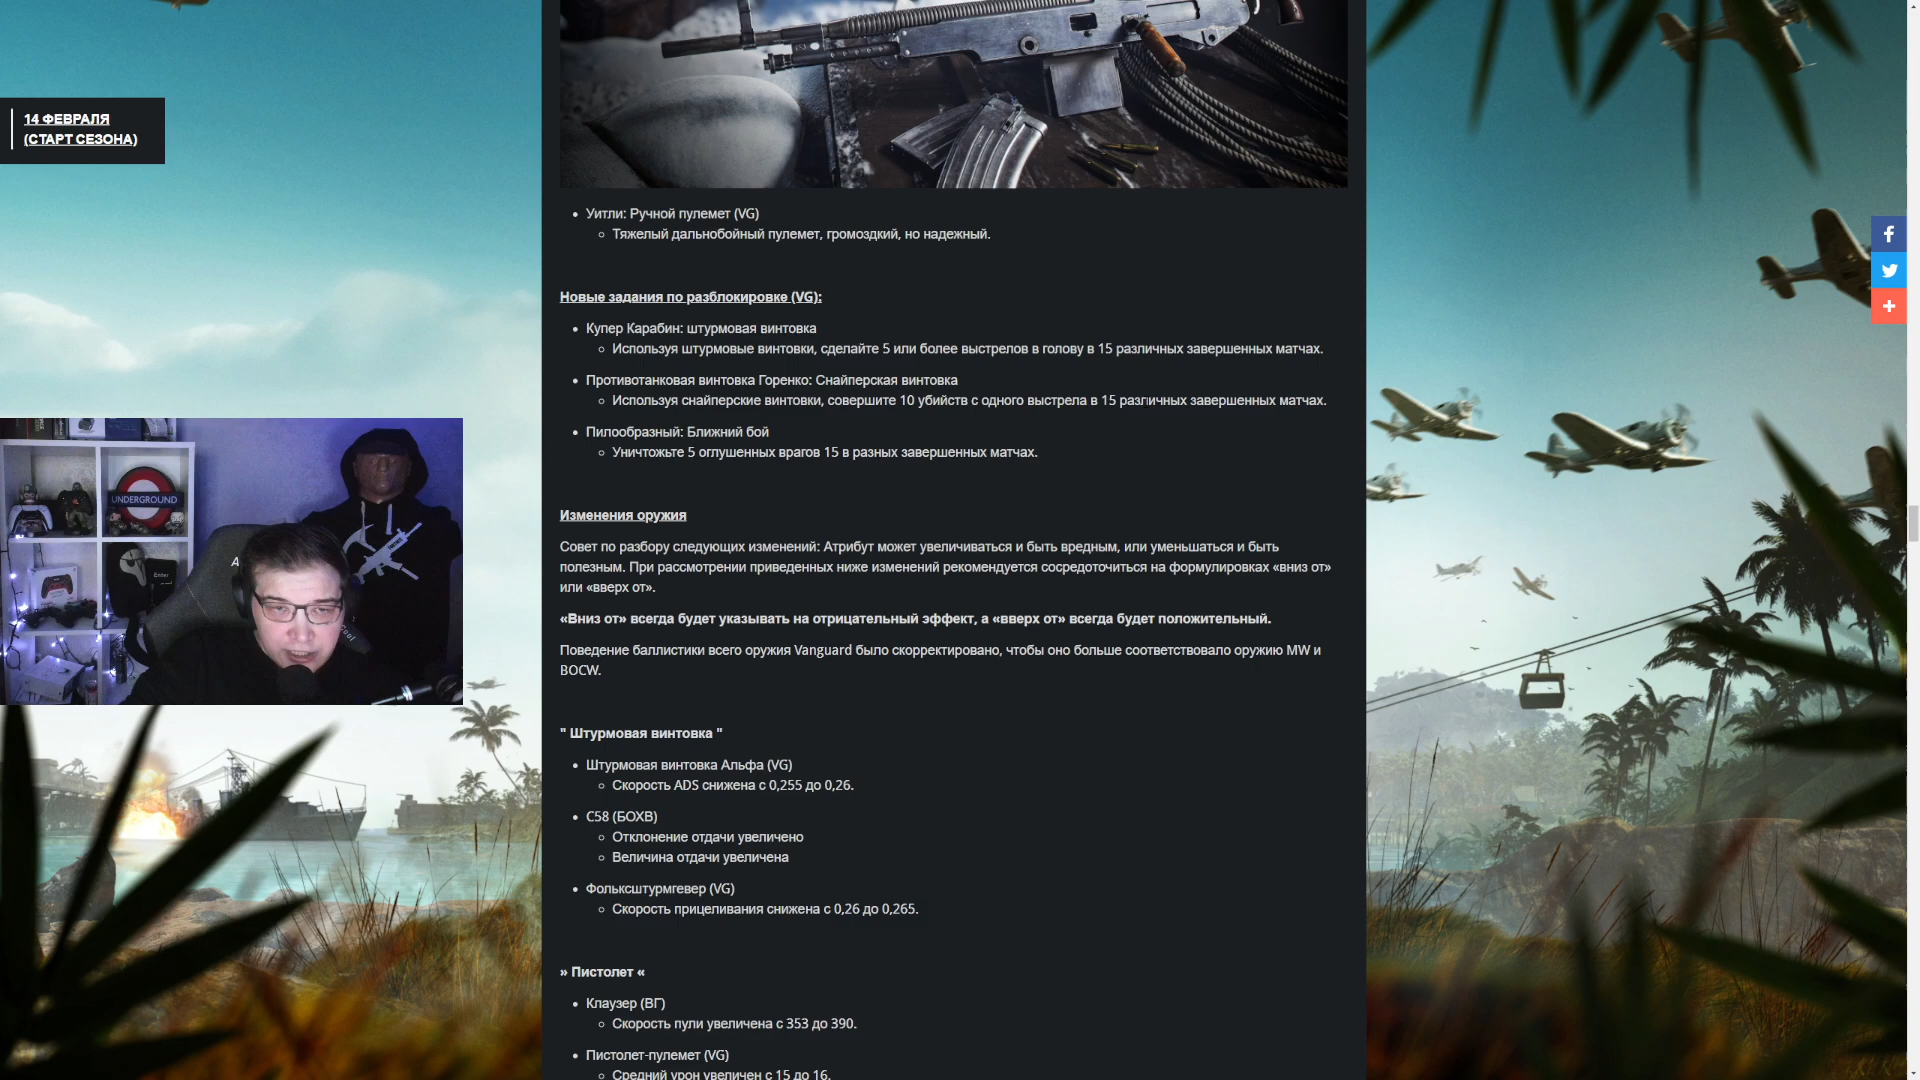 14 ФЕВРАЛЯ
(СТАРТ СЕЗОНА)
Уитли: Ручной пулемет (VG)
Тяжелый дальнобойный пулемет, громоздкий, но надежный.
Новые задания по разблокировке (VG):
Купер Карабин: штурмовая винтовка
Используя штурмовые винтовки, сделайте 5 или более выстрелов в голову в 15 различных завершенных матчах.
Противотанковая винтовка Горенко: Снайперская винтовка
Используя снайперские винтовки, совершите 10 убийств с одного выстрела в 15 различных завершенных матчах.
Пилообразный: Ближний бой
Уничтожьте 5 оглушенных врагов 15 в разных завершенных матчах.
UNDERGROUND
Enter
A
Изменения оружия
Совет по разбору следующих изменений: Атрибут может увеличиваться и быть вредным, или уменьшаться и быть
полезным. При рассмотрении приведенных ниже изменений рекомендуется сосредоточиться на формулировках «вниз от»
или «вверх от».
«Вниз от» всегда будет указывать на отрицательный эффект, а «вверх от» всегда будет положительный.
Поведение баллистики всего оружия Vanguard было скорректировано, чтобы оно больше соответствовало оружию MW и
BOCW.
" Штурмовая винтовка "
Штурмовая винтовка Альфа (VG)
Скорость ADS снижена с 0,255 до 0,26.
C58 (БОХВ)
Отклонение отдачи увеличено
Величина отдачи увеличена
Фольксштурмгевер (VG)
Скорость прицеливания снижена с 0,26 до 0,265.
» Пистолет «
Клаузер (ВГ)
Скорость пули увеличена с 353 до 390.
Пистолет-пулемет (VG)
Средний урон увеличен с 15 до 16.